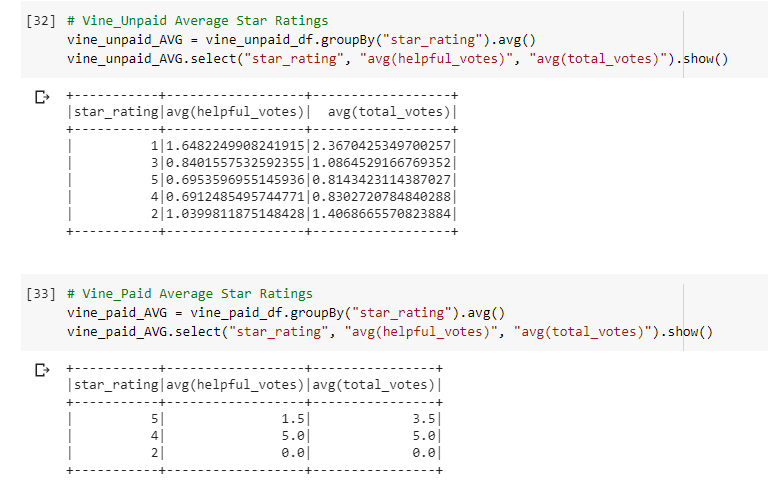 [32] # Vine_Unpaid Average Star Ratings
vine_unpaid_AVG = vine_unpaid_df.groupBy("star_rating").avg()
vine_unpaid_AVG.select("star_rating", "avg(helpful_votes)", "avg(total_votes)").show()
+-----------+------------------+------------------+
|star_rating|avg(helpful_votes)|  avg(total_votes)|
+-----------+------------------+------------------+
|          1|1.6482249908241915|2.3670425349700257|
|          3|0.8401557532592355|1.0864529166769352|
|          5|0.6953596955145936|0.8143423114387027|
|          4|0.6912485495744771|0.8302720784840288|
|          2|1.0399811875148428|1.4068665570823884|
+-----------+------------------+------------------+
[33] # Vine_Paid Average Star Ratings
vine_paid_AVG = vine_paid_df.groupBy("star_rating").avg()
vine_paid_AVG.select("star_rating", "avg(helpful_votes)", "avg(total_votes)").show()
+-----------+------------------+----------------+
|star_rating|avg(helpful_votes)|avg(total_votes)|
+-----------+------------------+----------------+
|          5|               1.5|             3.5|
|          4|               5.0|             5.0|
|          2|               0.0|             0.0|
+-----------+------------------+----------------+